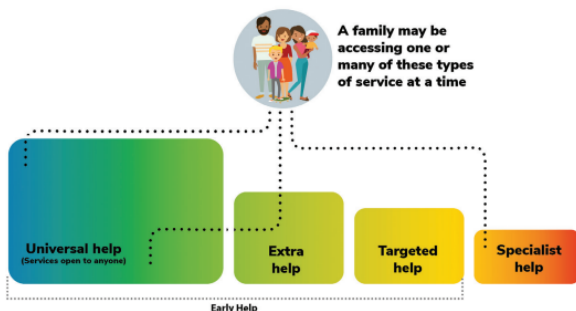 A family may be
accessing one or
many of these types
of service at a time
Universal help
(Services open to anyone)
Extra
help
Targeted
help
Specialist
help
Early Help